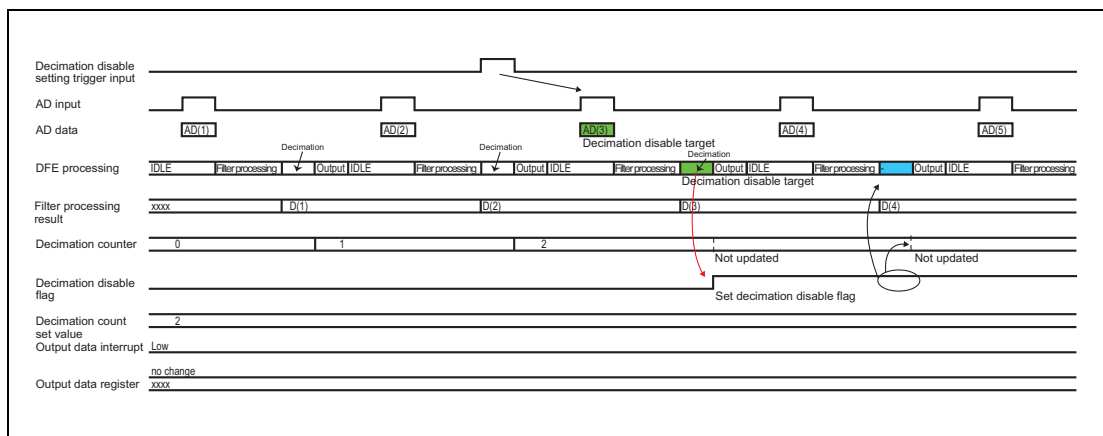 Decimation disable
setting trigger input
AD input
AD data
AD(1) AD(2) AD(3) AD(4) AD(5)
Decimation disable target
Decimation Decimation Decimation
DFE processing
IDLE Filter processing Output IDLE Filter processing Output IDLE Filter processing Output IDLE Filter processing - Output IDLE Filter processing
Decimation disable target
Filter processing
result
xxxx D(1) D(2) D(3) D(4)
Decimation counter
0 1 2
Not updated Not updated
Decimation disable
flag
Set decimation disable flag
Decimation count
set value
2
Output data interrupt Low
no change
Output data register xxxx